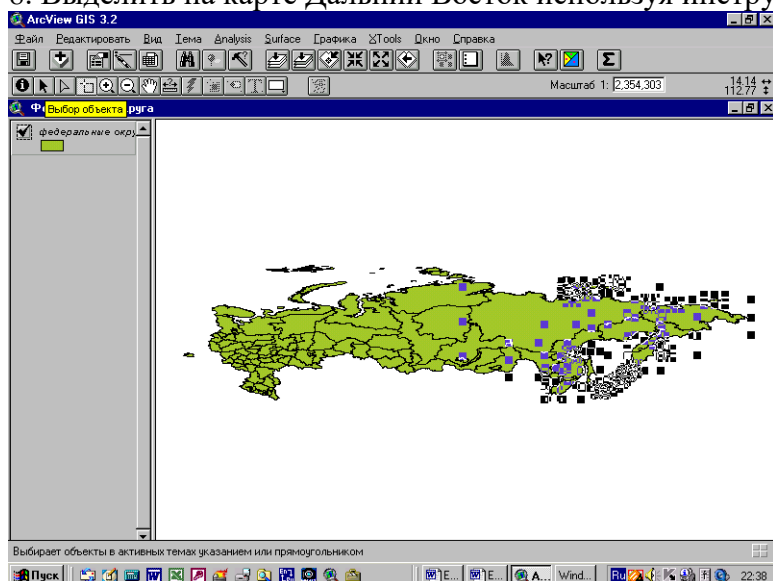 6. Выделить на карте Дальний Восток используя инстру
ArcView GIS 3.2
Файл Редактировать Вид Тема Analysis Surface Графика XTools Окно Справка
Масштаб 1: 2,354,303
14.14
112.77
Выбор объекта
руга
федеральные окру
Выбирает объекты в активных темах указанием или прямоугольником
Пуск
E...
E...
A...
Wind...
Ru
22:38